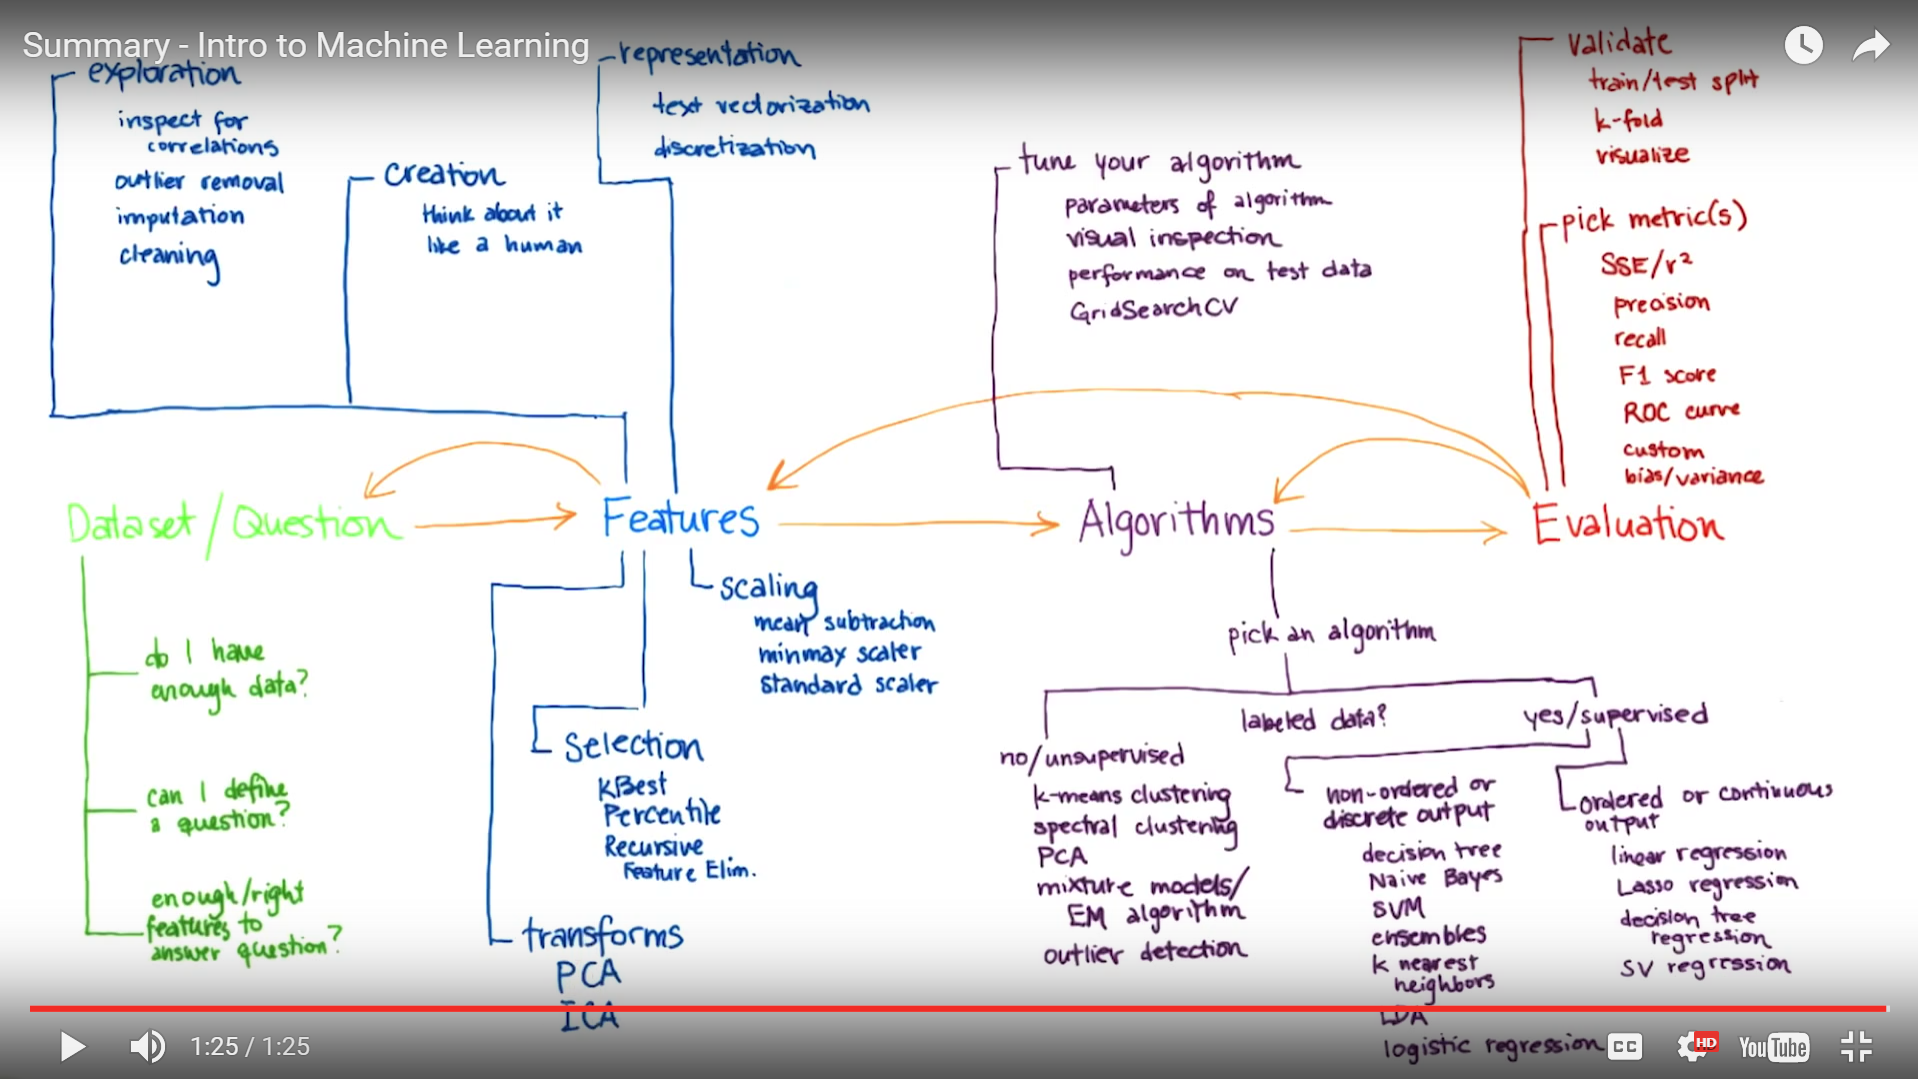 Summary - Intro to Machine Learning
exploration
inspect for
correlations
outlier removal
imputation
cleaning
creation
think about it
like a human
representation
text vectorization
discretization
tune your algorithm
parameters of algorithm
visual inspection
performance on test data
GridSearchCV
validate
train/test split
k-fold
visualize
pick metric(s)
SSE/r²
precision
recall
F1 score
ROC curve
custom
bias/variance
Dataset/Question
Features
Algorithms
Evaluation
do I have
enough data?
can I define
a question?
enough/right
features to
answer question?
scaling
mean subtraction
minmax scaler
standard scaler
selection
KBest
Percentile
Recursive
Feature Elim.
transforms
PCA
ICA
pick an algorithm
labeled data?
no/unsupervised
k-means clustering
spectral clustering
PCA
mixture models/
EM algorithm
outlier detection
yes/supervised
non-ordered or
discrete output
decision tree
Naive Bayes
SVM
ensembles
k nearest
neighbors
LDA
logistic regression
ordered or continuous
output
linear regression
Lasso regression
decision tree
regression
SV regression
1:25 / 1:25
CC
HD
YouTube